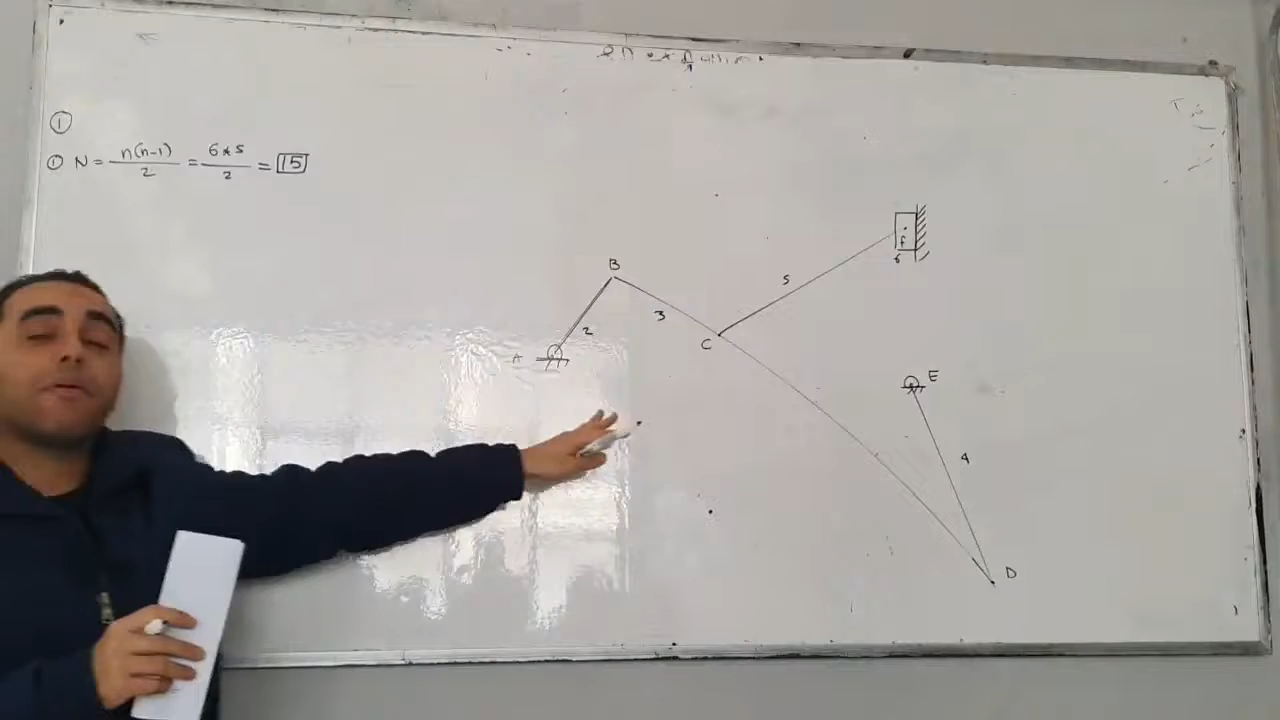 ①
① N = n(n-1)/2 = 6*5/2 = 15
f
6
B
5
2
3
A
C
E
4
D